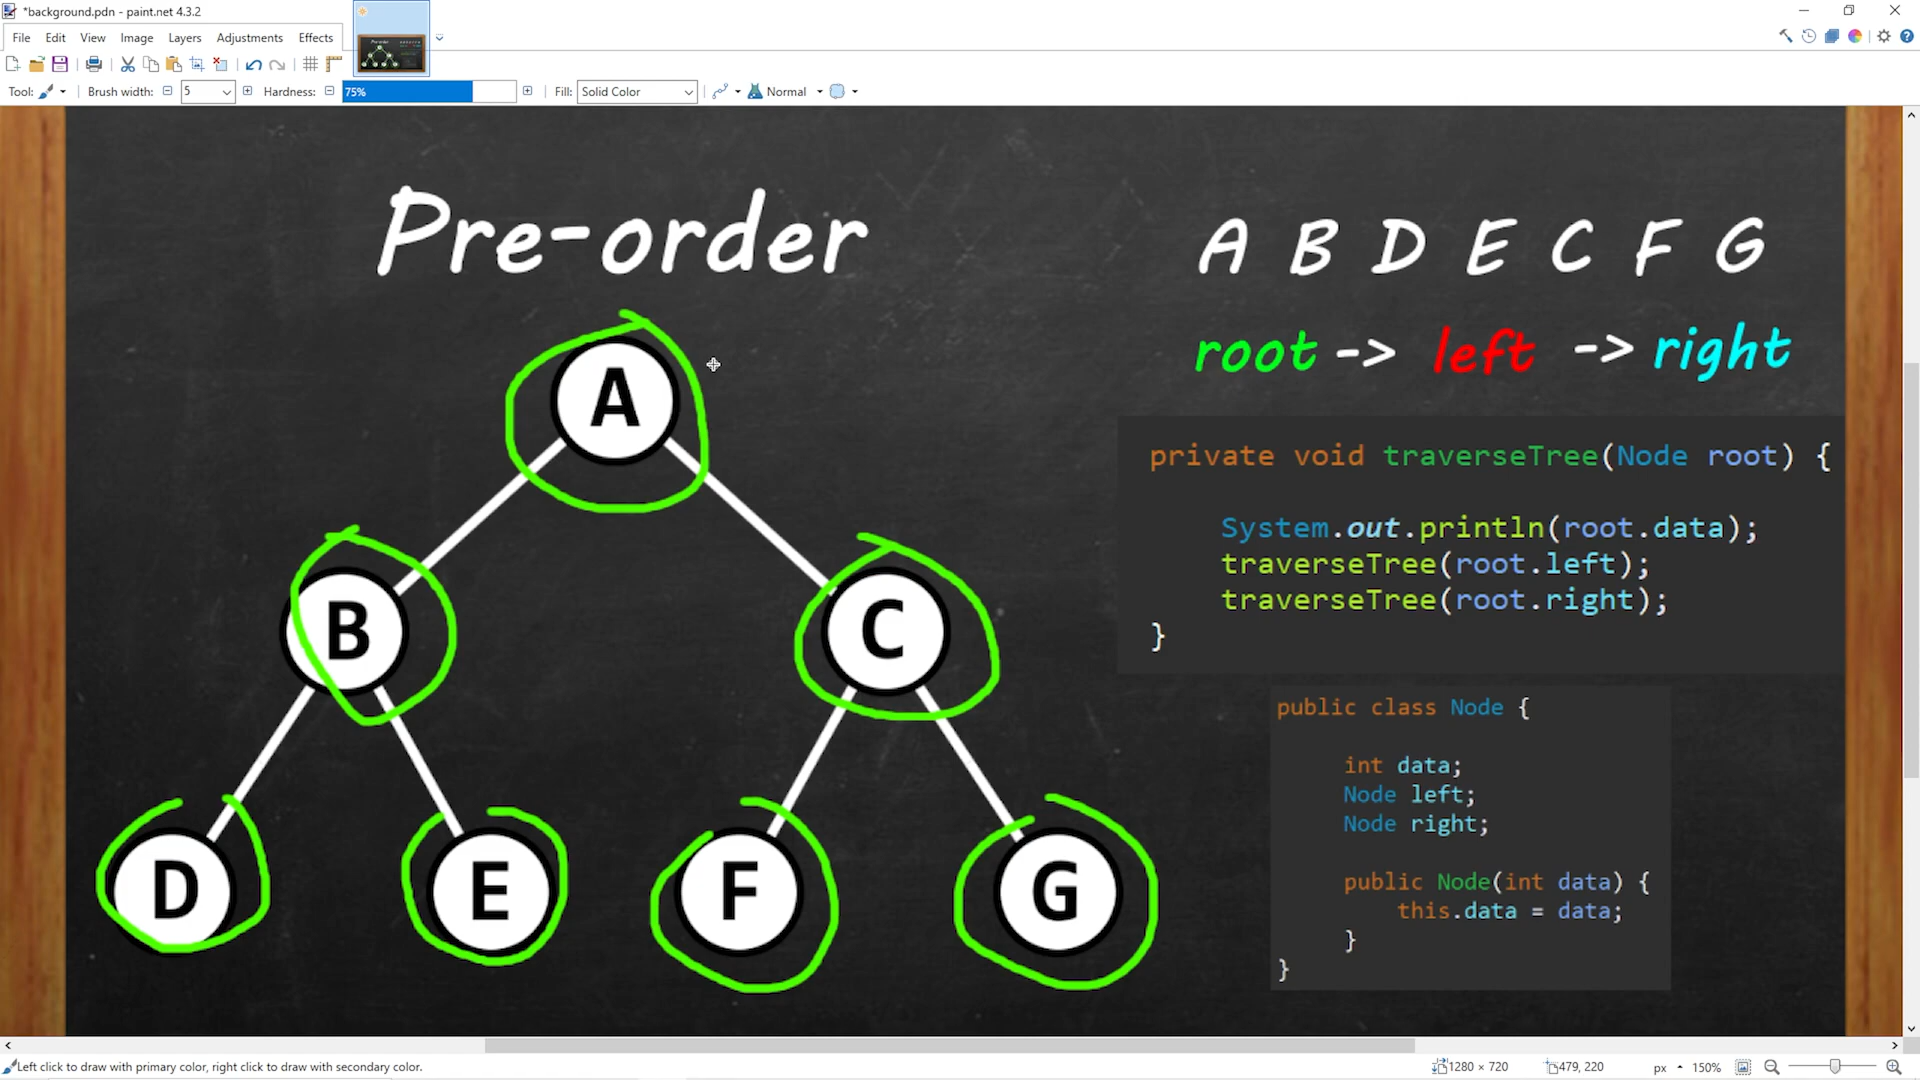 *background.pdn - paint.net 4.3.2
File Edit View Image Layers Adjustments Effects
Tool: Brush width: 5 Hardness: 75% Fill: Solid Color Normal
Pre-order
A B D E C F G
root -> left -> right
A
B
C
D
E
F
G
private void traverseTree(Node root) {
System.out.println(root.data);
traverseTree(root.left);
traverseTree(root.right);
}
public class Node {
int data;
Node left;
Node right;
public Node(int data) {
this.data = data;
}
}
Left click to draw with primary color, right click to draw with secondary color. 1280 × 720 479, 220 px 150%